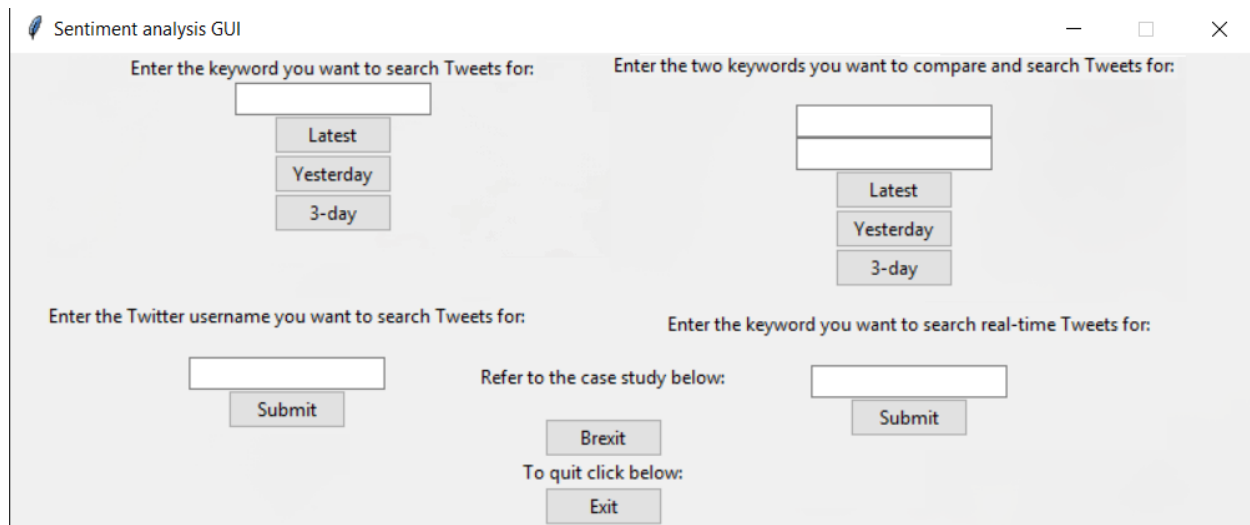 Sentiment analysis GUI
Enter the keyword you want to search Tweets for:
Latest
Yesterday
3-day
Enter the two keywords you want to compare and search Tweets for:
Latest
Yesterday
3-day
Enter the Twitter username you want to search Tweets for:
Submit
Refer to the case study below:
Brexit
To quit click below:
Exit
Enter the keyword you want to search real-time Tweets for:
Submit